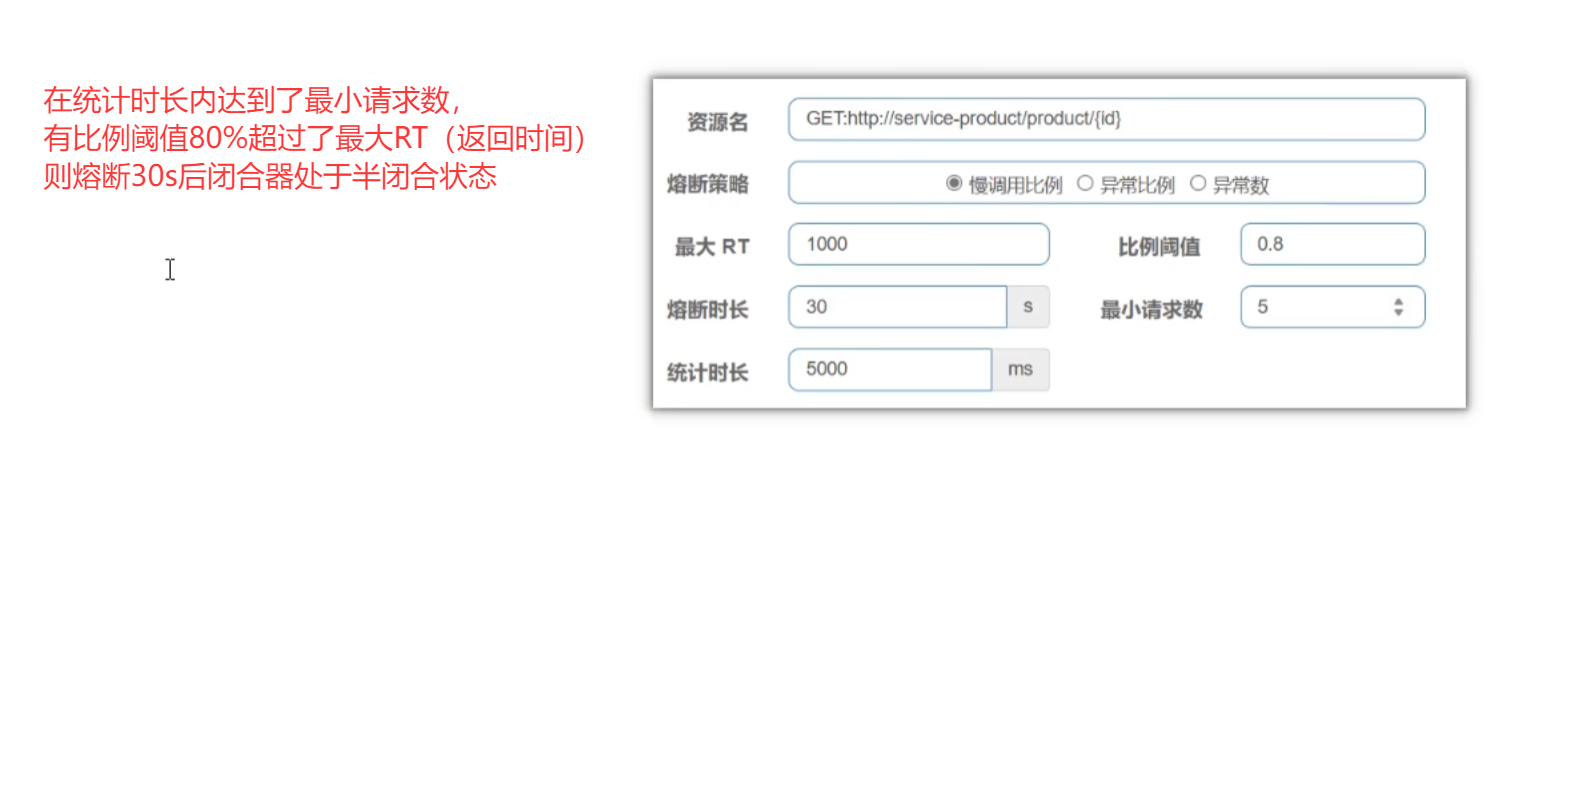 在统计时长内达到了最小请求数，
有比例阈值80%超过了最大RT（返回时间）
则熔断30s后闭合器处于半闭合状态
资源名 GET:http://service-product/product/{id}
熔断策略 慢调用比例 异常比例 异常数
最大 RT 1000 比例阈值 0.8
熔断时长 30 s 最小请求数 5
统计时长 5000 ms